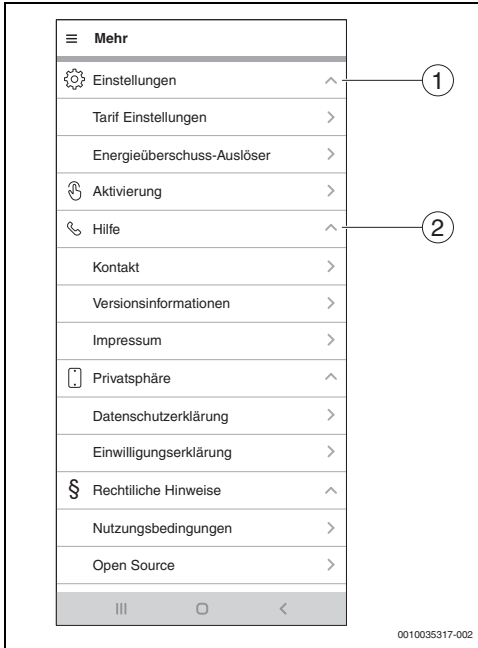 Mehr
Einstellungen
1
Tarif Einstellungen
Energieüberschuss-Auslöser
Aktivierung
Hilfe
2
Kontakt
Versionsinformationen
Impressum
Privatsphäre
Datenschutzerklärung
Einwilligungserklärung
§ Rechtliche Hinweise
Nutzungsbedingungen
Open Source
0010035317-002